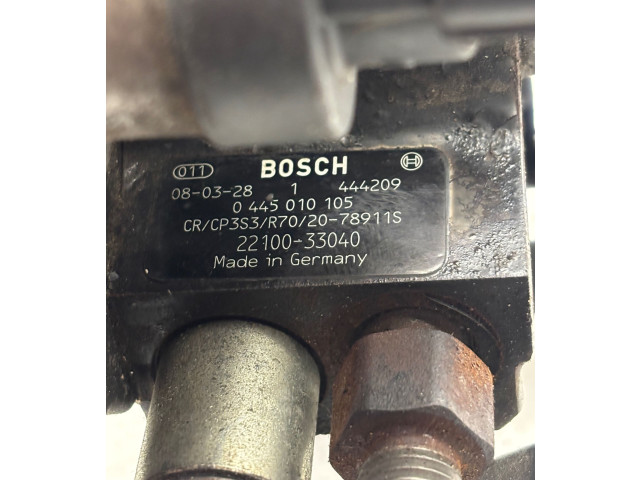 011 BOSCH
08-03-28 1 444209
0 445 010 105
CR/CP3S3/R70/20-78911S
22100-33040
Made in Germany